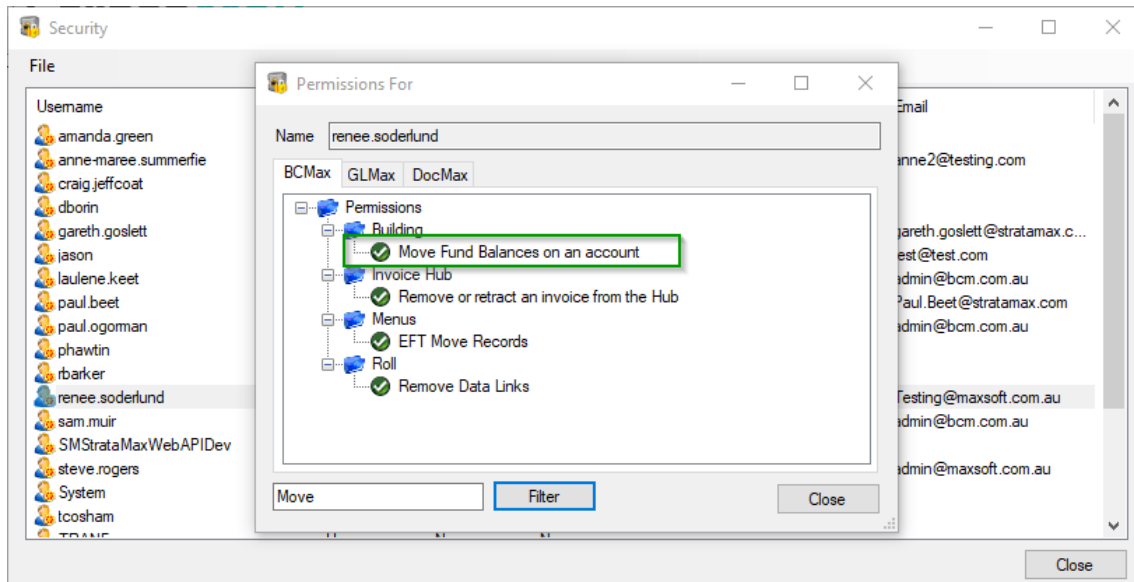 Security
File
Username
Email
amanda.green
anne-maree.summerfie
anne2@testing.com
craig.jeffcoat
dborin
gareth.goslett
gareth.goslett@stratamax.c...
jason
est@test.com
laulene.keet
admin@bcm.com.au
paul.beet
Paul.Beet@stratamax.com
paul.ogorman
admin@bcm.com.au
phawtin
rbarker
renee.soderlund
Testing@maxsoft.com.au
sam.muir
admin@bcm.com.au
SMStrataMaxWebAPIDev
steve.rogers
admin@maxsoft.com.au
System
tcosham
Permissions For
Name renee.soderlund
BCMax GLMax DocMax
Permissions
Building
Move Fund Balances on an account
Invoice Hub
Remove or retract an invoice from the Hub
Menus
EFT Move Records
Roll
Remove Data Links
Move Filter Close
Close